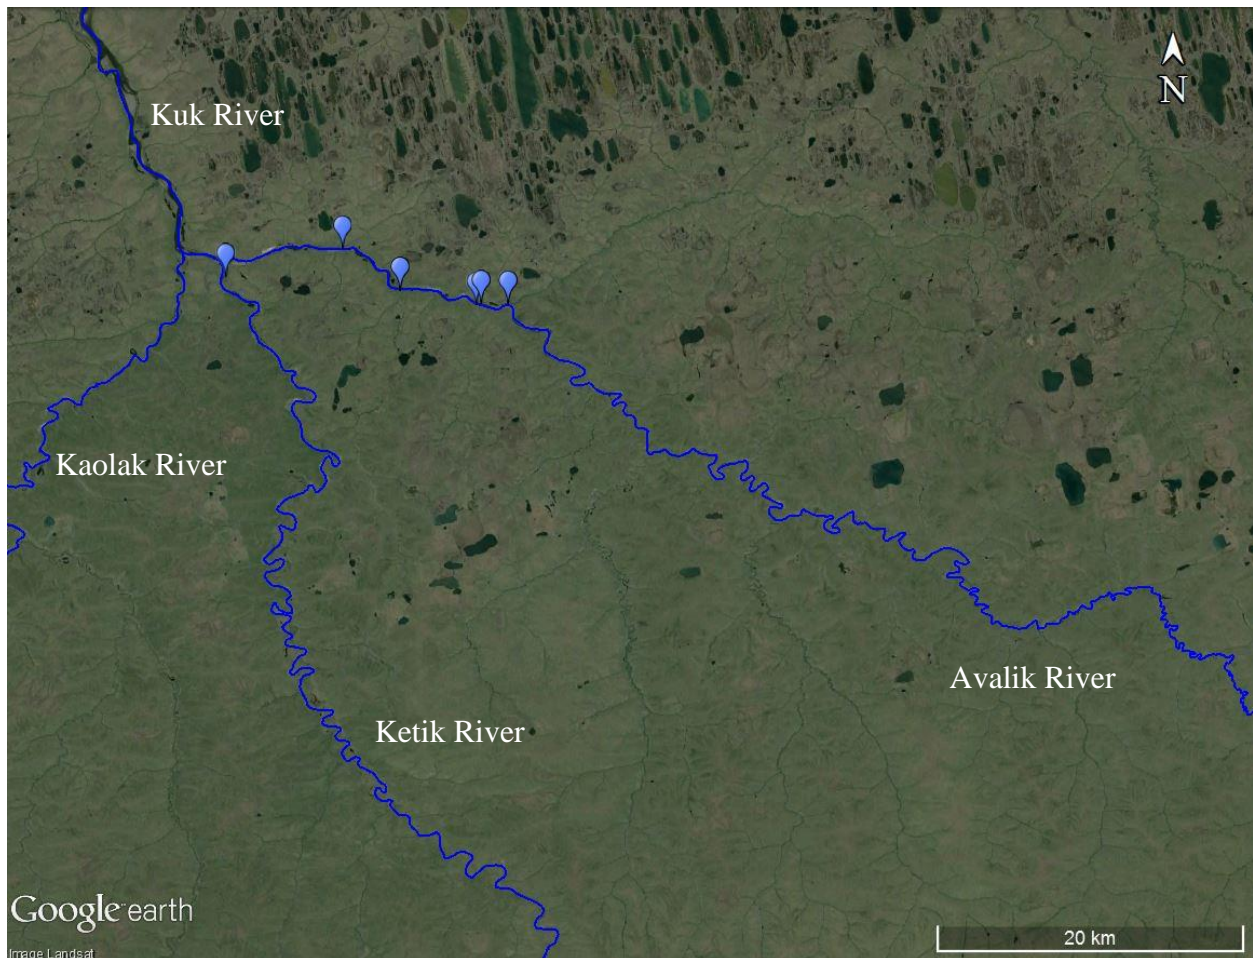 N
Kuk River
Kaolak River
Avalik River
Ketik River
Google earth
20 km
Image Landsat